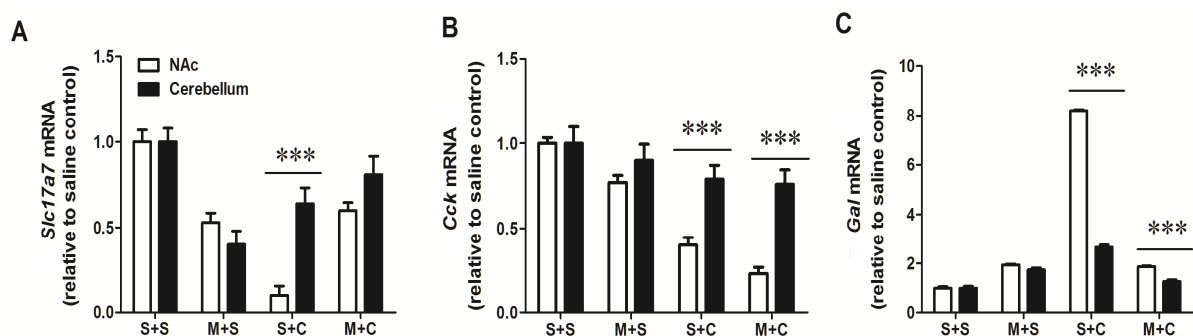 A
Slc17a7 mRNA
(relative to saline control)
1.5
1.0
0.5
0.0
NAc
Cerebellum
***
S+S M+S S+C M+C
B
Cck mRNA
(relative to saline control)
1.5
1.0
0.5
0.0
***
***
S+S M+S S+C M+C
C
Gal mRNA
(relative to saline control)
10
8
6
4
2
0
***
***
S+S M+S S+C M+C